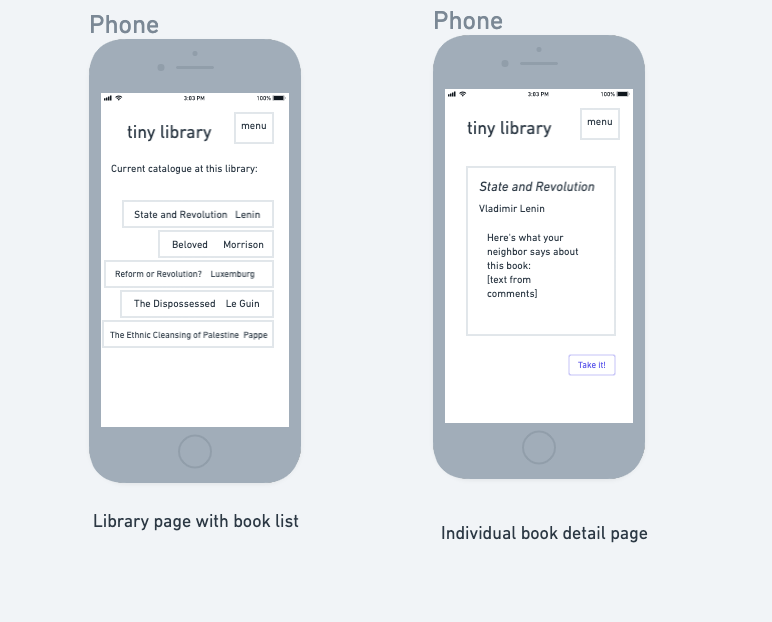 Phone
3:03 PM
100%
tiny library
menu
Current catalogue at this library:
State and Revolution Lenin
Beloved Morrison
Reform or Revolution? Luxemburg
The Dispossessed Le Guin
The Ethnic Cleansing of Palestine Pappe
Library page with book list
Phone
3:03 PM
100%
tiny library
menu
State and Revolution
Vladimir Lenin
Here's what your
neighbor says about
this book:
[text from
comments]
Take it!
Individual book detail page